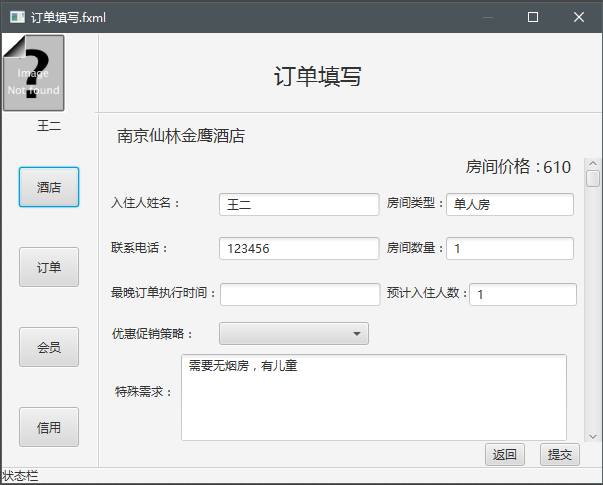 订单填写.fxml
?
Image
Not found
王二
订单填写
南京仙林金鹰酒店
房间价格：610
酒店
入住人姓名： 王二 房间类型： 单人房
联系电话： 123456 房间数量： 1
订单
最晚订单执行时间： 预计入住人数： 1
优惠促销策略：
会员
特殊需求： 需要无烟房，有儿童
信用
返回 提交
状态栏